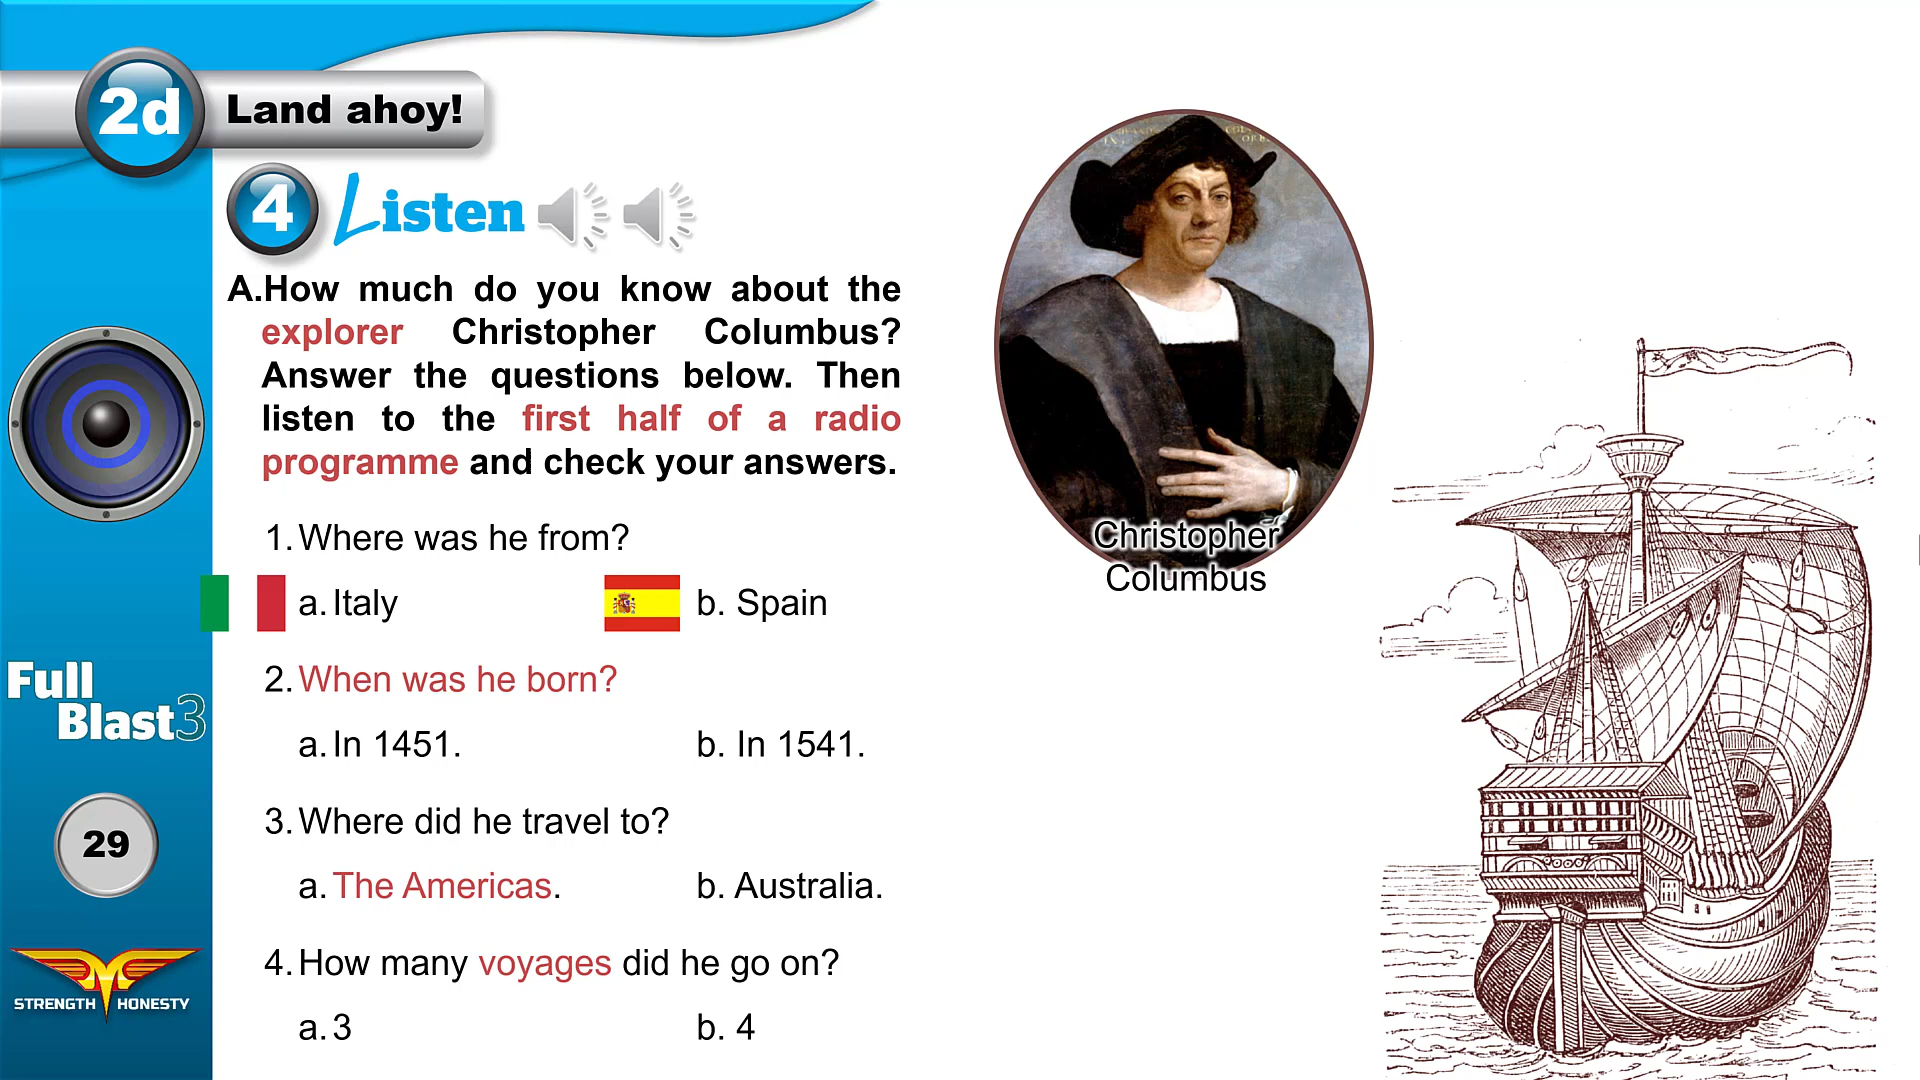 2d Land ahoy!
4 Listen
A.How much do you know about the
explorer Christopher Columbus?
Answer the questions below. Then
listen to the first half of a radio
programme and check your answers.
1. Where was he from?
a. Italy b. Spain
2. When was he born?
a. In 1451. b. In 1541.
3. Where did he travel to?
a. The Americas. b. Australia.
4. How many voyages did he go on?
a. 3 b. 4
Christopher
Columbus
Full
Blast3
29
STRENGTH HONESTY